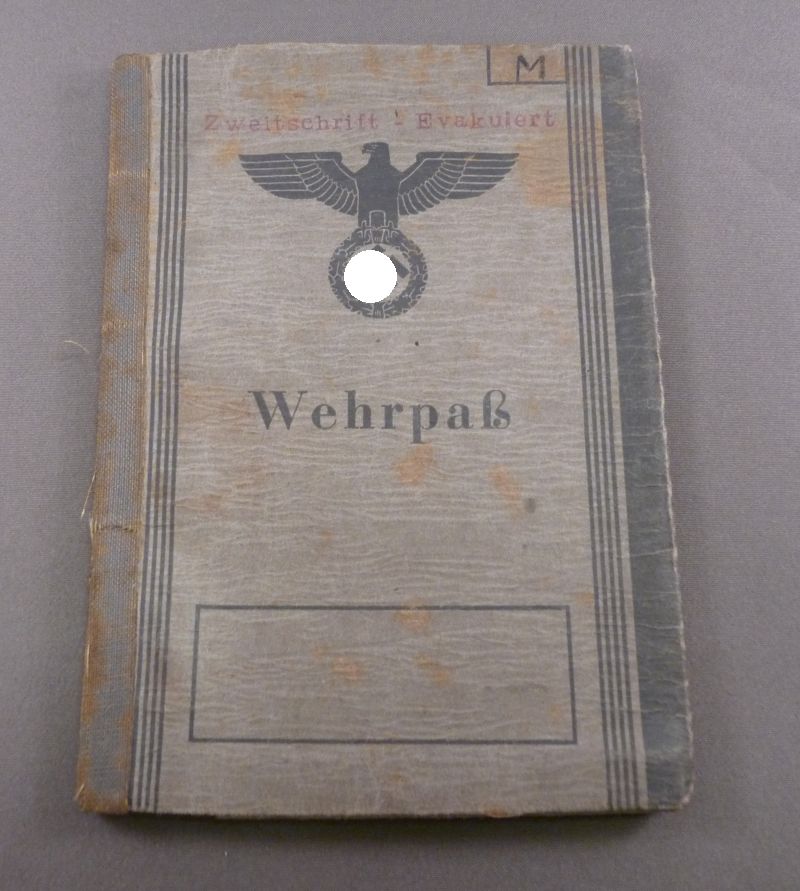 M
Zweitschrift - Evakuiert
Wehrpaß